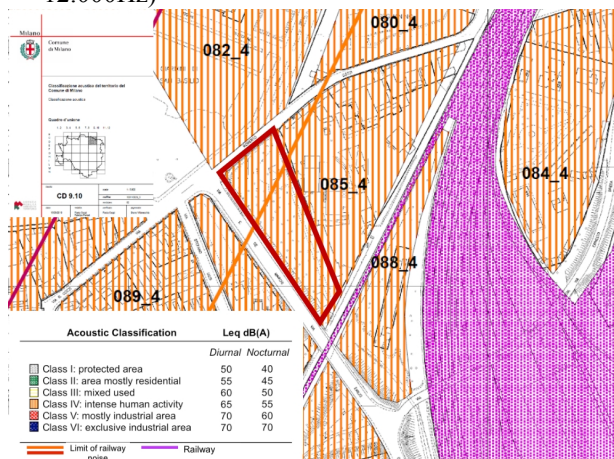 12.000Hz)
Milano
Comune
di Milano
Classificazione acustica del territorio del
Comune di Milano
Classificazione acustica
Quadro d'unione
CD 9.10
082_4
080_4
085_4
084_4
088_4
089_4
Acoustic Classification Leq dB(A)
Diurnal Nocturnal
Class I: protected area 50 40
Class II: area mostly residential 55 45
Class III: mixed used 60 50
Class IV: intense human activity 65 55
Class V: mostly industrial area 70 60
Class VI: exclusive industrial area 70 70
Limit of railway Railway
noise